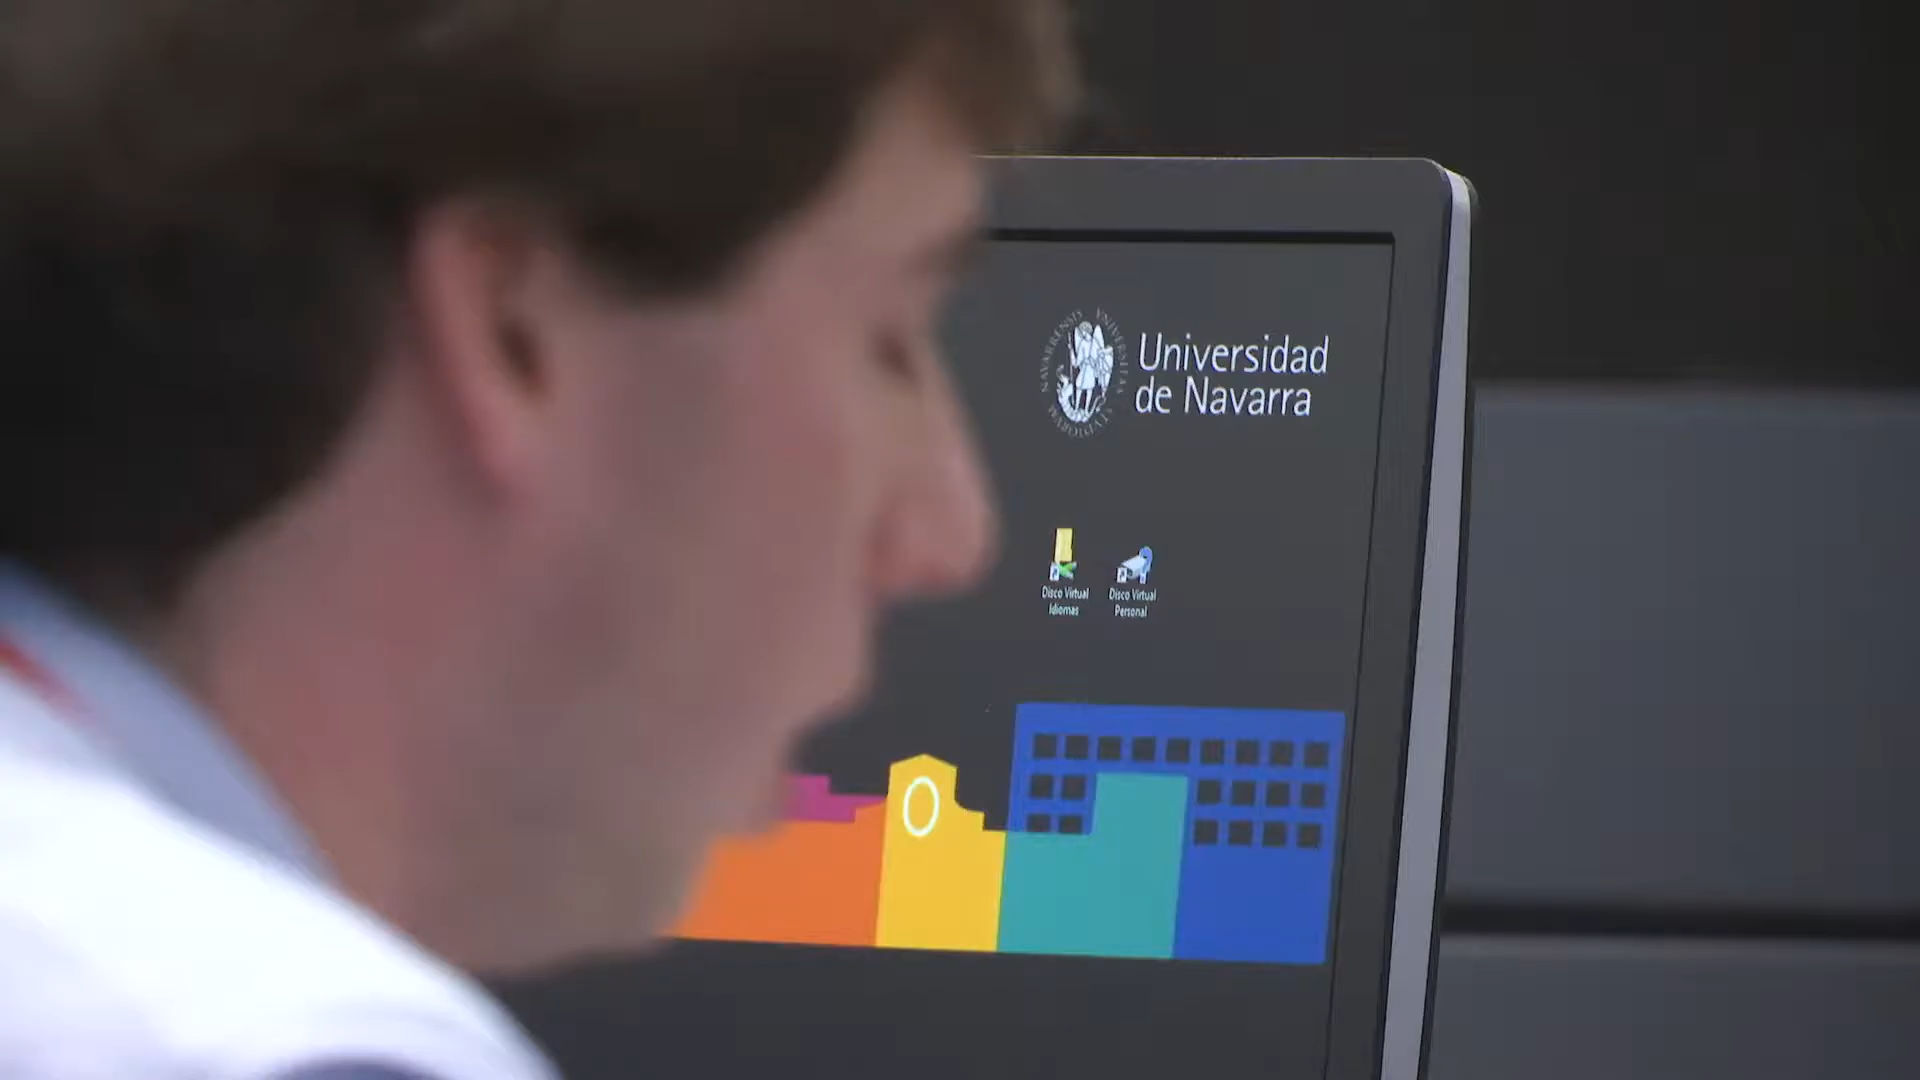 Universidad
de Navarra
Disco Virtual
Idiomas
Disco Virtual
Personal